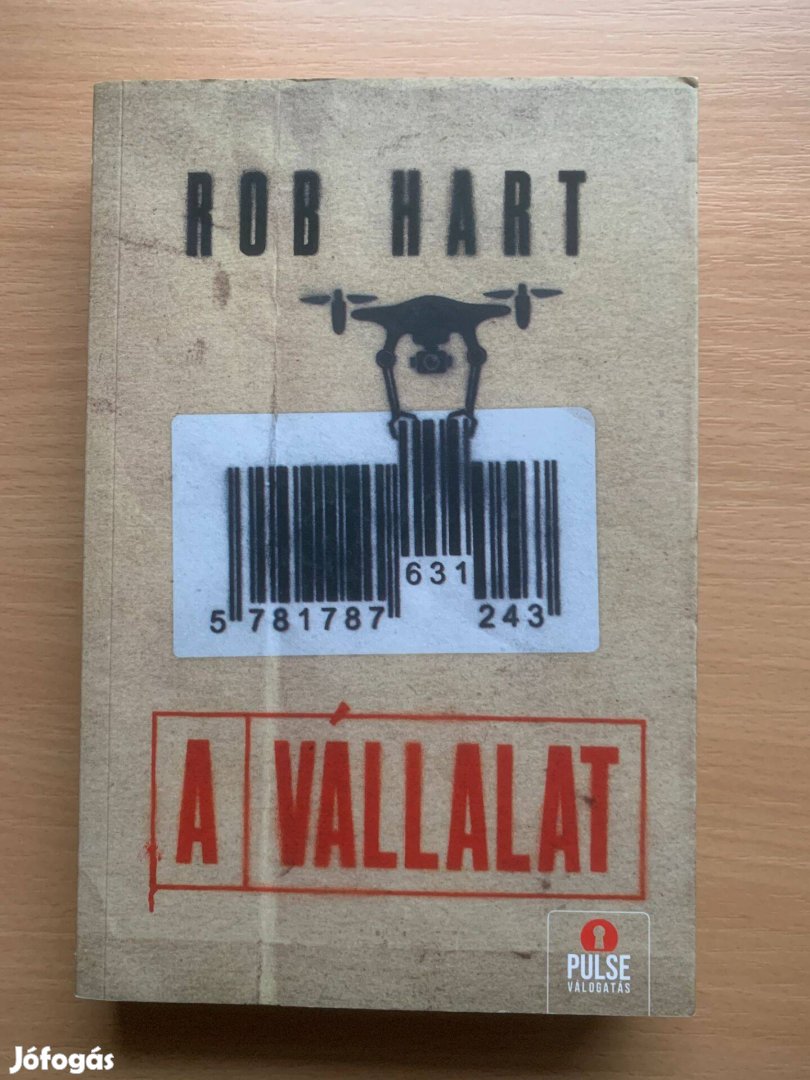 ROB HART
631
5 781787 243
A VÁLLALAT
PULSE
VÁLOGATÁS
Jófogás